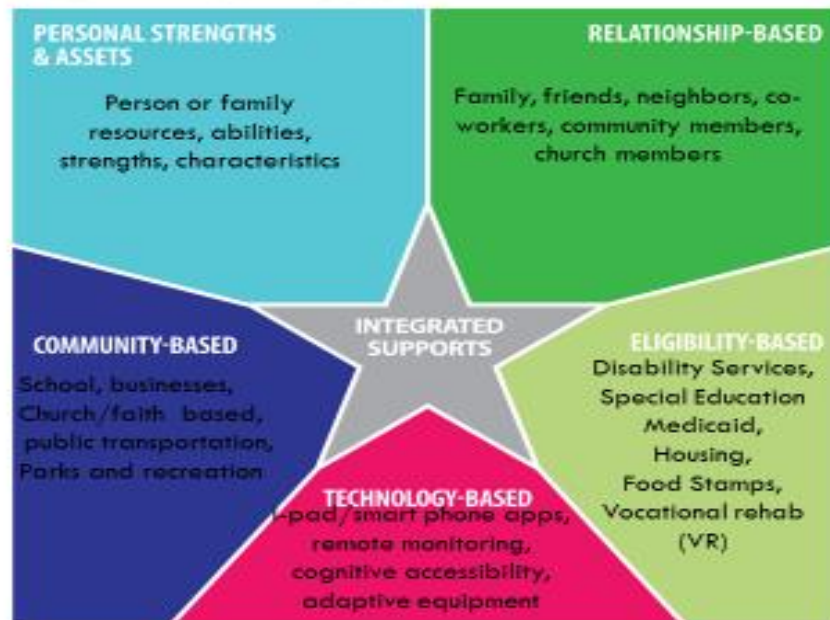 PERSONAL STRENGTHS
& ASSETS
Person or family
resources, abilities,
strengths, characteristics
RELATIONSHIP-BASED
Family, friends, neighbors, co-
workers, community members,
church members
INTEGRATED
SUPPORTS
COMMUNITY-BASED
School, businesses,
Church/faith based,
public transportation,
Parks and recreation
ELIGIBILITY-BASED
Disability Services,
Special Education
Medicaid,
Housing,
Food Stamps,
Vocational rehab
(VR)
TECHNOLOGY-BASED
i-pad/smart phone apps,
remote monitoring,
cognitive accessibility,
adaptive equipment